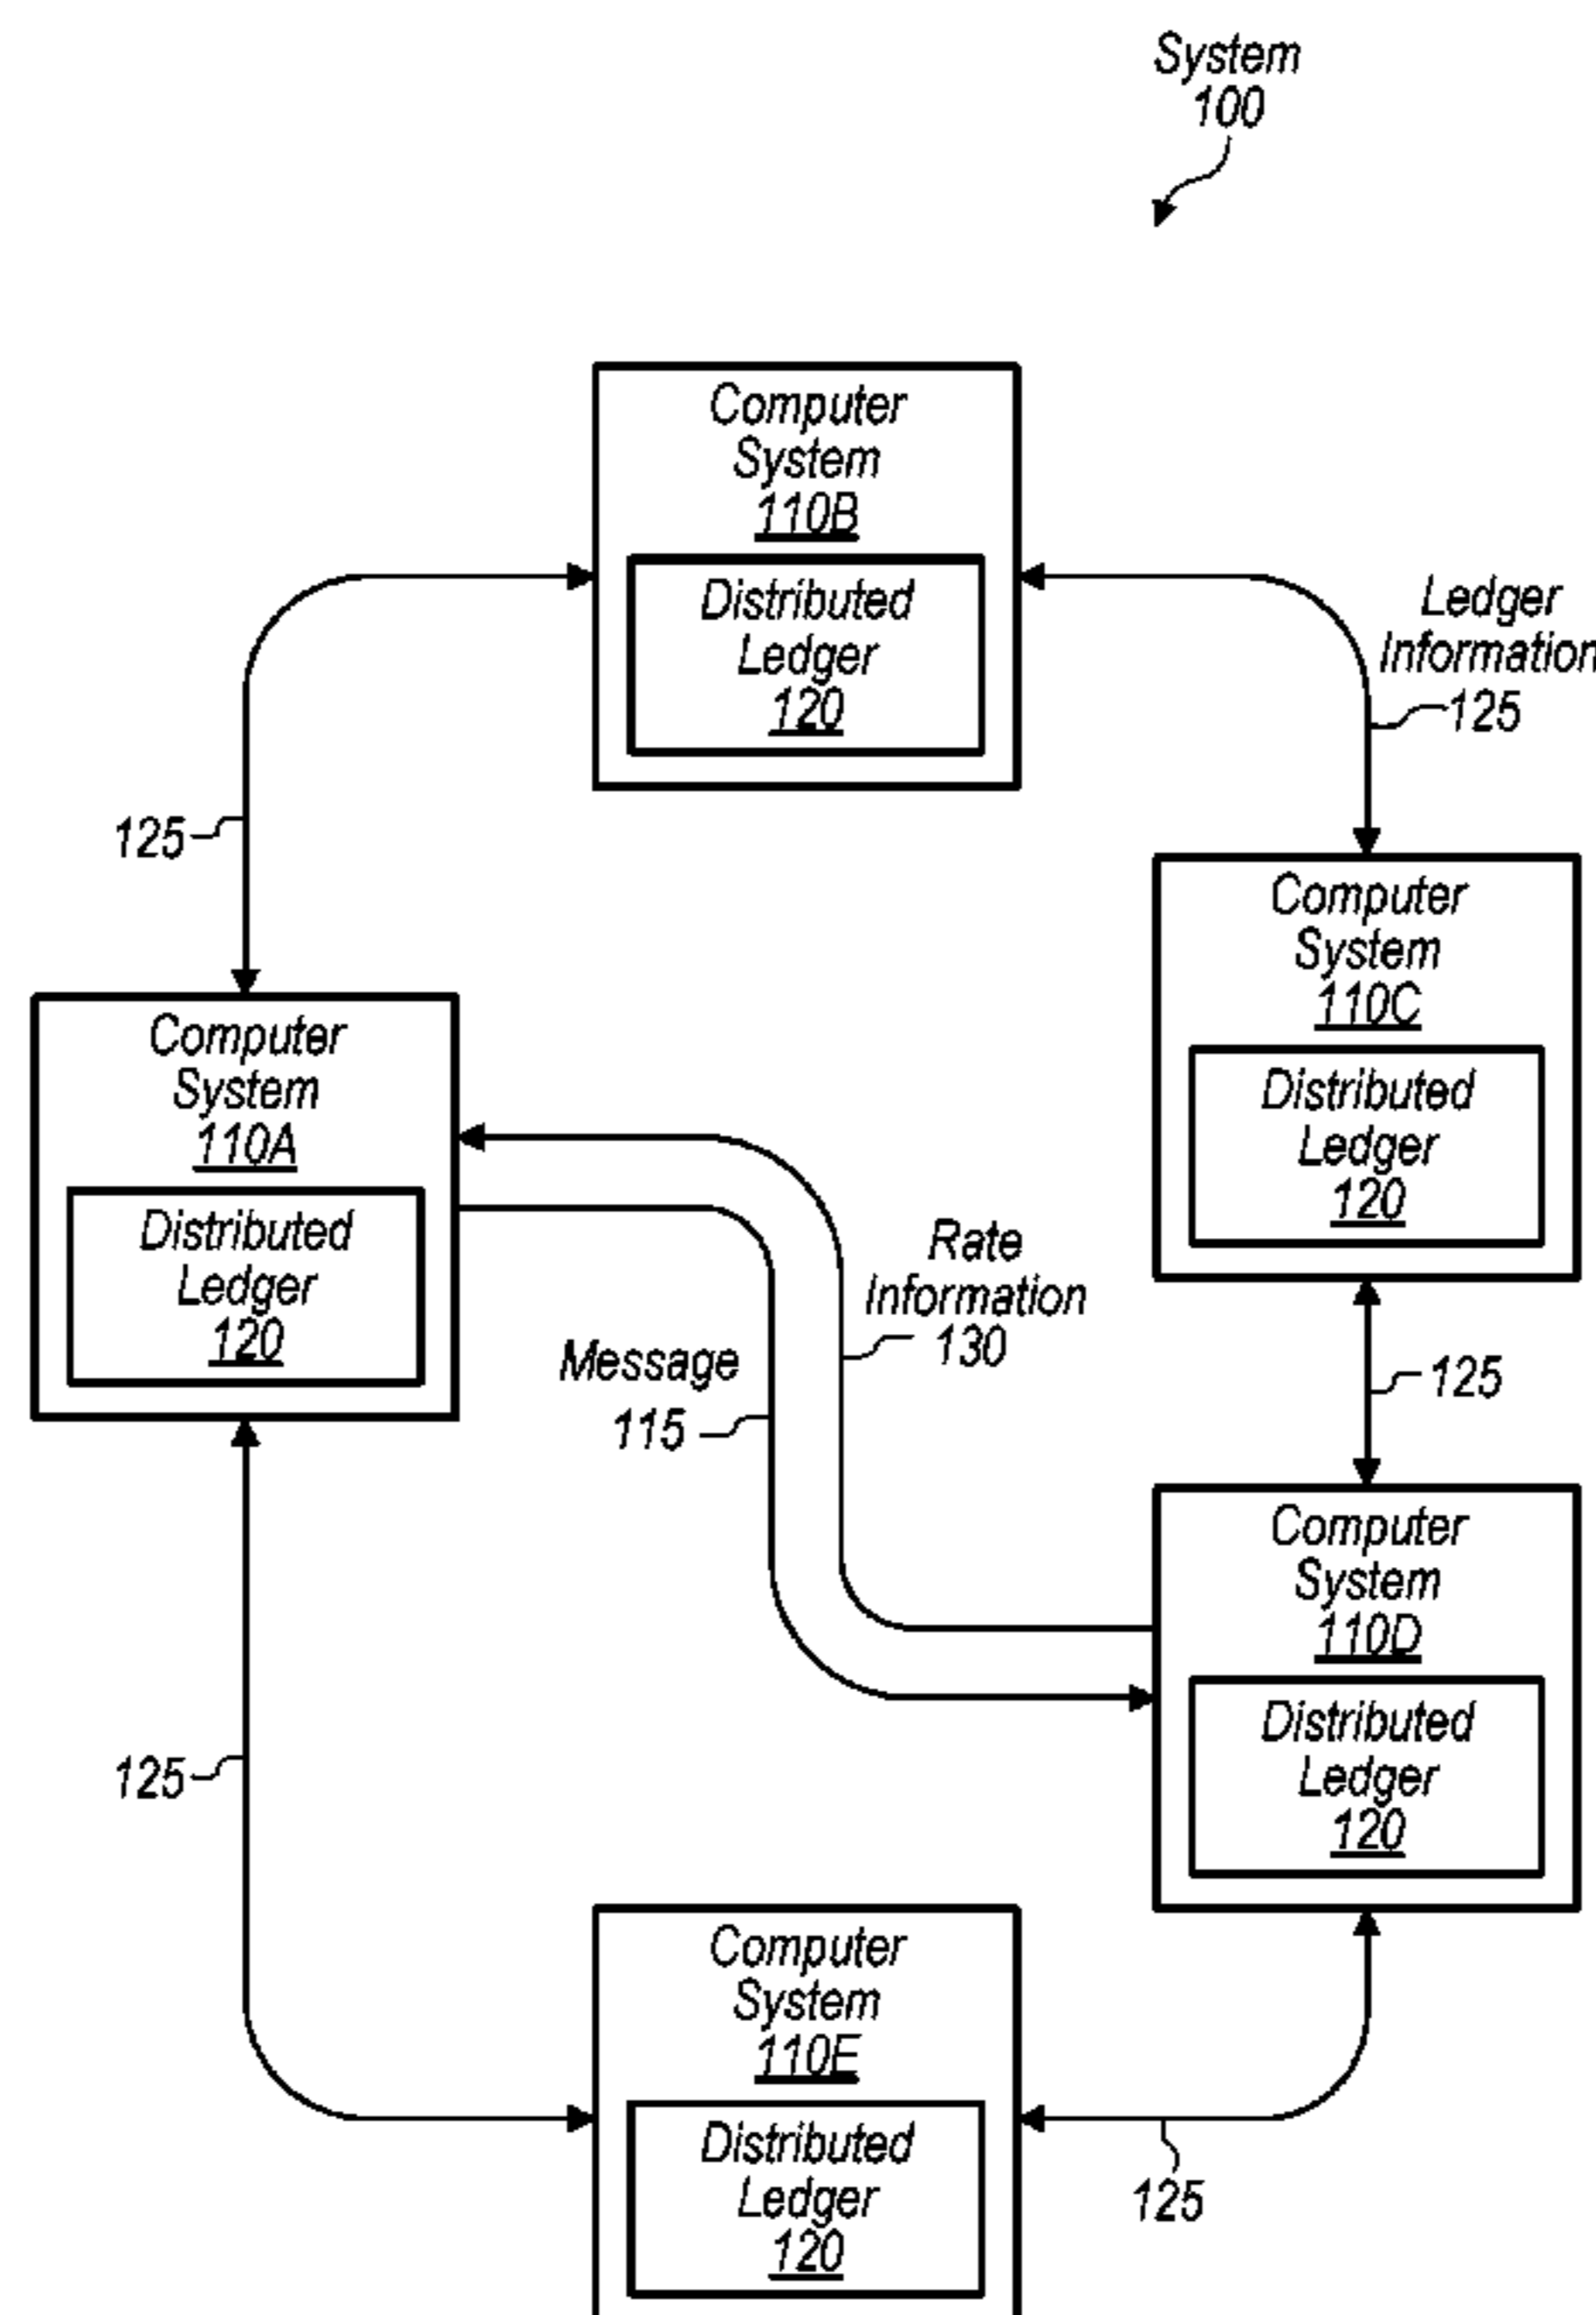 System
100
Computer
System
110B
Distributed
Ledger
120
Ledger
Information
125
125
Computer
System
110C
Distributed
Ledger
120
Computer
System
110A
Distributed
Ledger
120
Rate
Information
130
Message
115
125
Computer
System
110D
Distributed
Ledger
120
125
Computer
System
110E
Distributed
Ledger
120
125